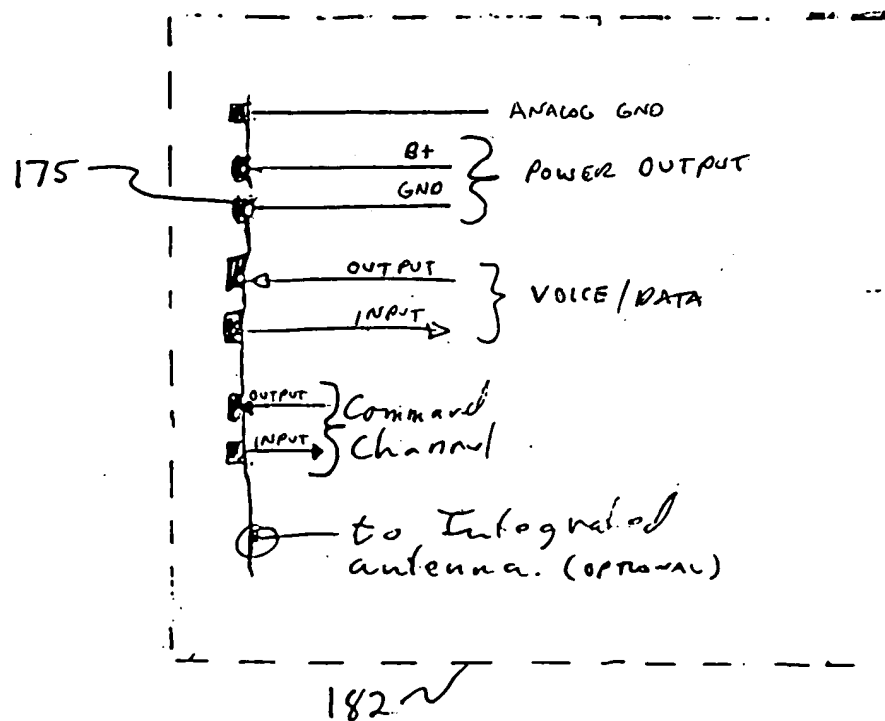 ANALOG GND
B+
175
POWER OUTPUT
GND
OUTPUT
VOICE/DATA
INPUT
OUTPUT
Command
INPUT
Channel
to Integrated
antenna. (OPTIONAL)
182